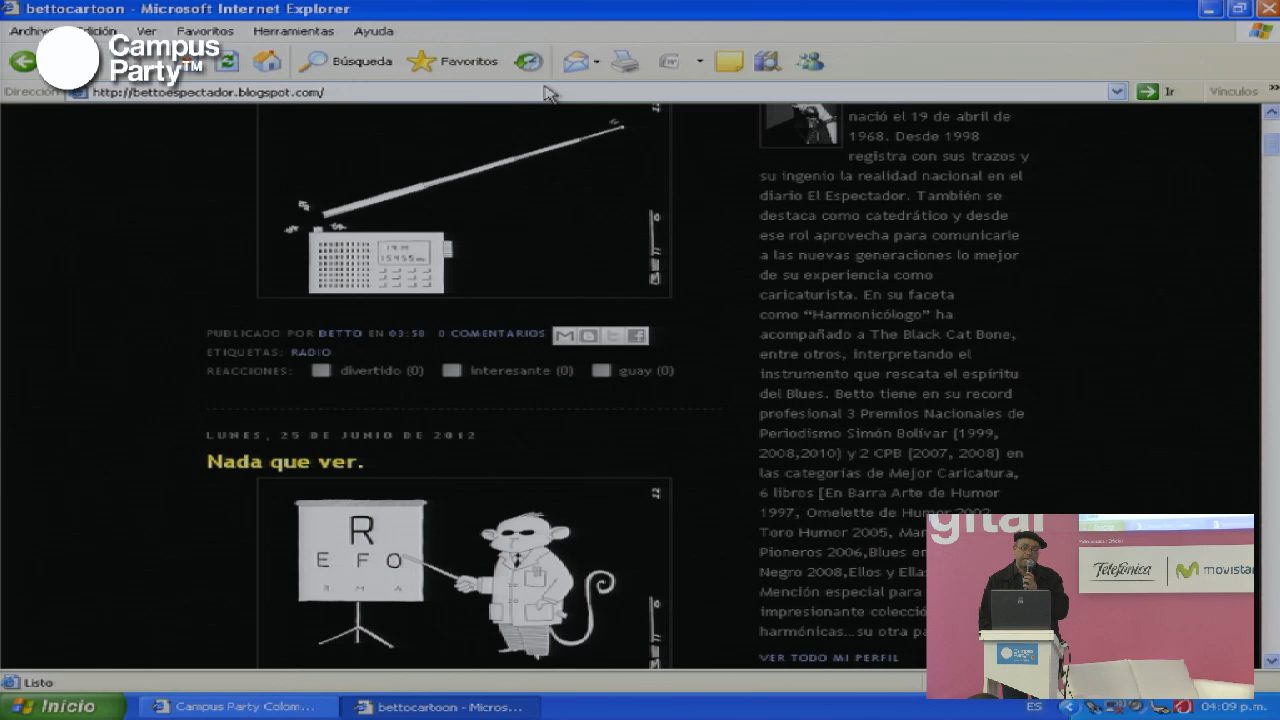 bettocartoon - Microsoft Internet Explorer
Ver Favoritos Herramientas Ayuda
Campus
Party™
Búsqueda Favoritos
Dirección http://bettoespectador.blogspot.com/ Ir Vínculos
nació el 19 de abril de
1968. Desde 1998
registra con sus trazos y
su ingenio la realidad nacional en el
diario El Espectador. También se
destaca como catedrático y desde
ese rol aprovecha para comunicarle
a las nuevas generaciones lo mejor
de su experiencia como
caricaturista. En su faceta
como “Harmonicólogo” ha
acompañado a The Black Cat Bone,
entre otros, interpretando el
instrumento que rescata el espíritu
del Blues. Betto tiene en su record
profesional 3 Premios Nacionales de
Periodismo Simón Bolívar (1999,
2008,2010) y 2 CPB (2007, 2008) en
las categorías de Mejor Caricatura,
6 libros [En Barra Arte de Humor
1997, Omelette de Humor 2002,
Toro Humor 2005,
Pioneros 2006,Blues en
Negro 2008,Ellos y Ellas
Mención especial para
impresionante colecció
harmónicas...su otra pa
VER TODO MI PERFIL
PUBLICADO POR BETTO EN 03:58 0 COMENTARIOS
ETIQUETAS: RADIO
REACCIONES: divertido (0) interesante (0) guay (0)
LUNES, 25 DE JUNIO DE 2012
Nada que ver.
R
E F O
R M A
gital
Telefónica movistar
Campus
Party
Listo
Inicio Campus Party Colom... bettocartoon - Micros... ES 04:09 p.m.